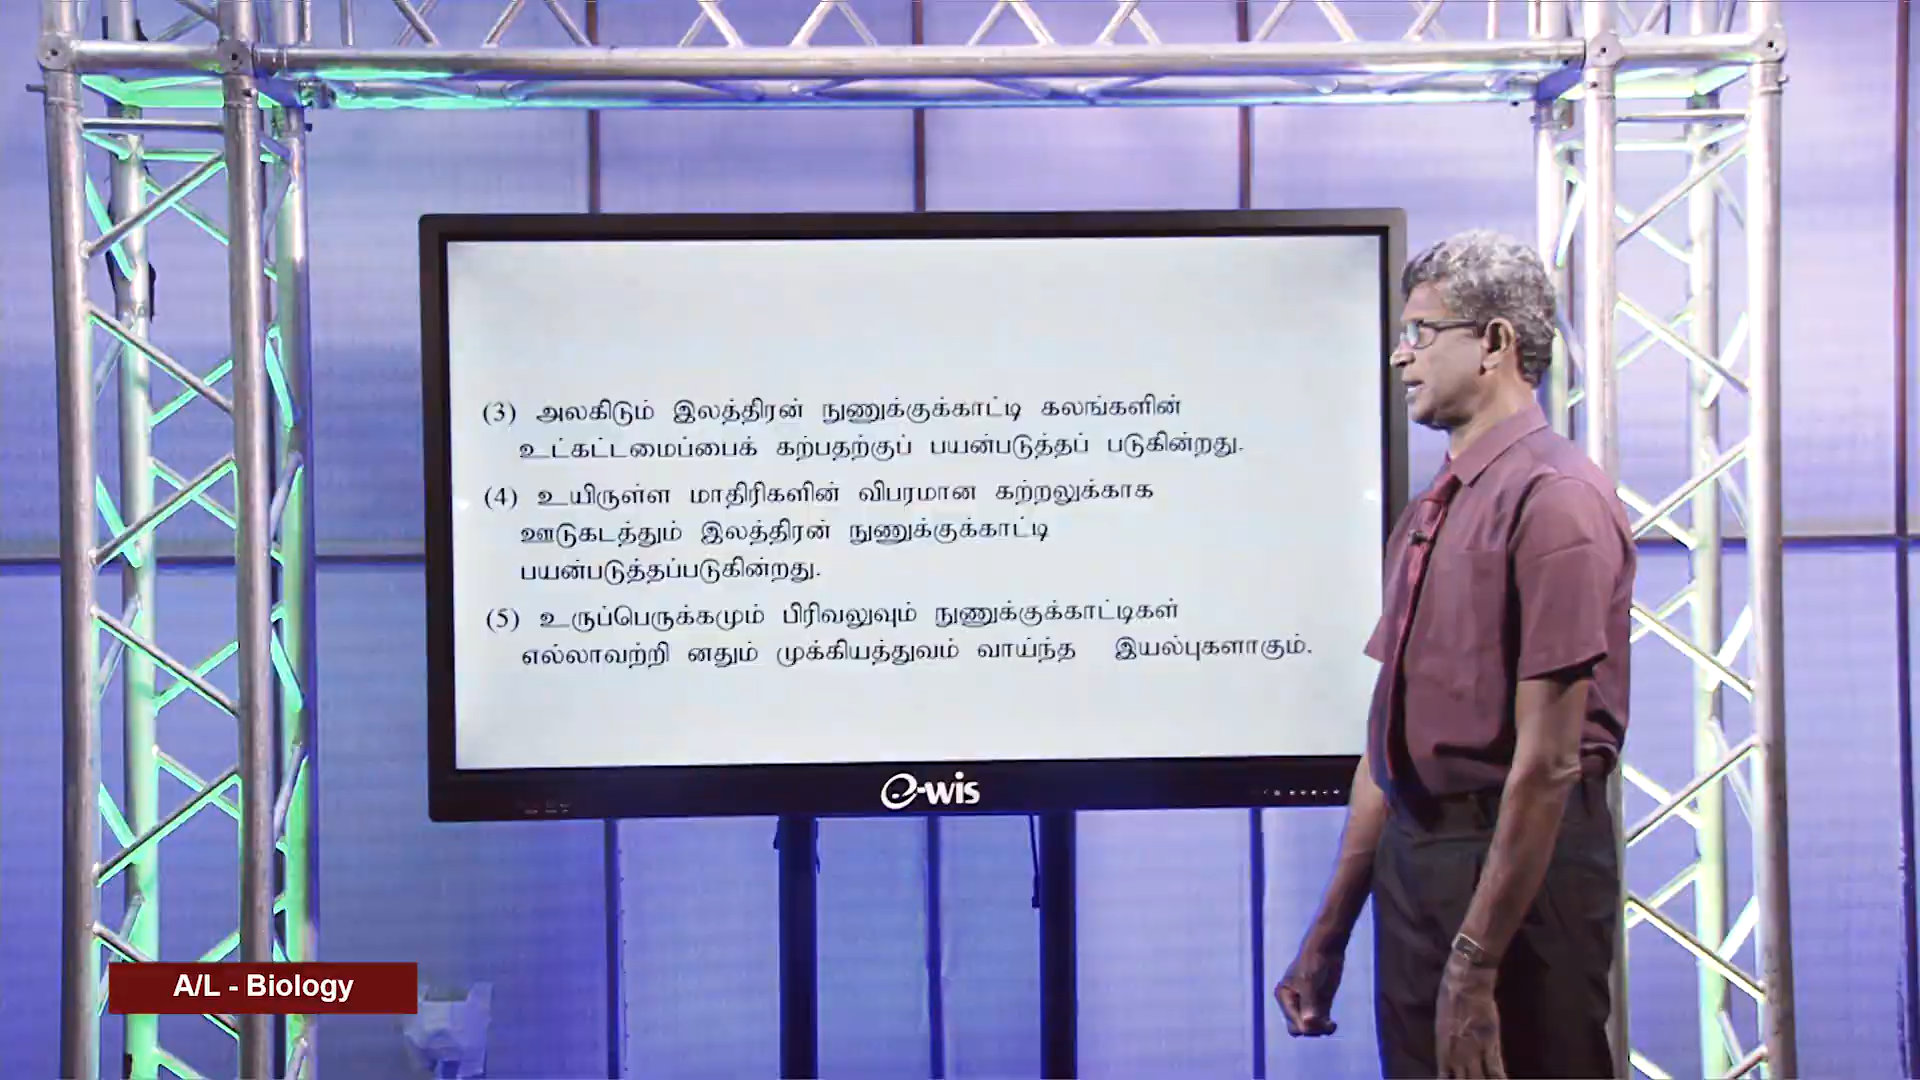 (3) அலகிடும் இலத்திரன் நுணுக்குக்காட்டி கலங்களின்
உட்கட்டமைப்பைக் கற்பதற்குப் பயன்படுத்தப் படுகின்றது.
(4) உயிருள்ள மாதிரிகளின் விபரமான கற்றலுக்காக
ஊடுகடத்தும் இலத்திரன் நுணுக்குக்காட்டி
பயன்படுத்தப்படுகின்றது.
(5) உருப்பெருக்கமும் பிரிவலுவும் நுணுக்குக்காட்டிகள்
எல்லாவற்றி னதும் முக்கியத்துவம் வாய்ந்த இயல்புகளாகும்.
e-wis
A/L - Biology